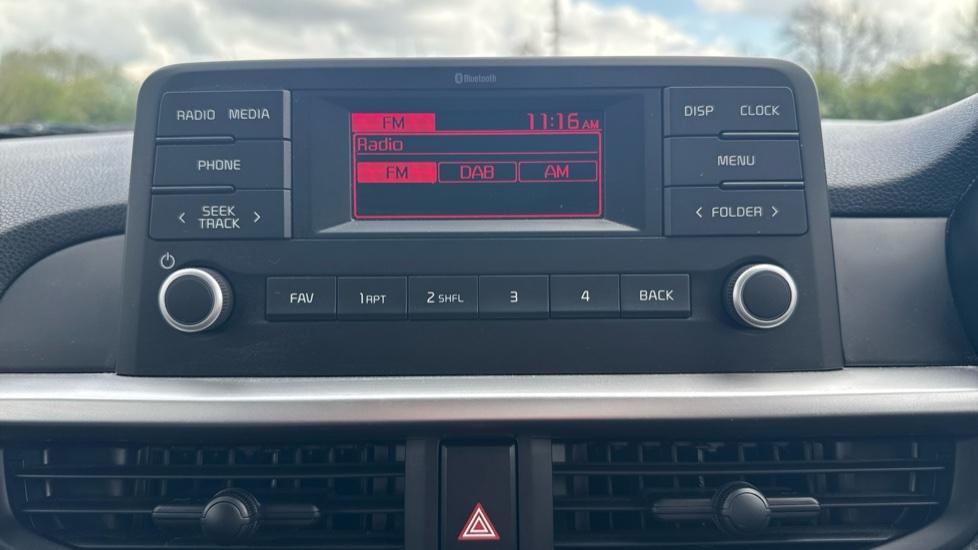 Bluetooth
RADIO MEDIA
PHONE
< SEEK TRACK >
FM 11:16 AM
Radio
FM DAB AM
DISP CLOCK
MENU
< FOLDER >
FAV 1 RPT 2 SHFL 3 4 BACK